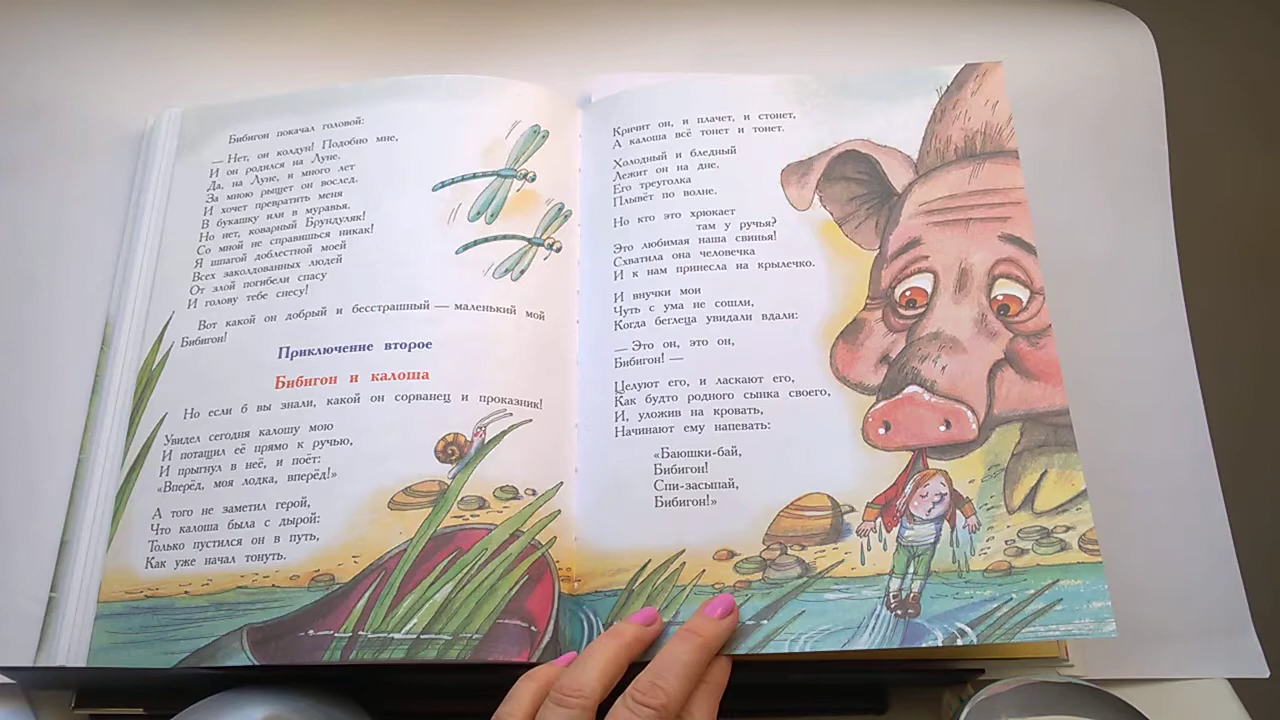 Бибигон покачал головой:
— Нет, он колдун! Подобно мне,
И он родился на Луне.
Да, на Луне, и много лет
За мною рыщет он вослед.
И хочет превратить меня
В букашку или в муравья.
Но нет, коварный Брундуляк!
Со мной не справишься никак!
Я шпагой доблестной моей
Всех заколдованных людей
От злой погибели спасу
И голову тебе снесу!
Вот какой он добрый и бесстрашный — маленький мой
Бибигон!
Приключение второе
Бибигон и калоша
Но если б вы знали, какой он сорванец и проказник!
Увидел сегодня калошу мою
И потащил её прямо к ручью,
И прыгнул в неё, и поёт:
«Вперёд, моя лодка, вперёд!»
А того не заметил герой,
Что калоша была с дырой:
Только пустился он в путь,
Как уже начал тонуть.
Кричит он, и плачет, и стонет,
А калоша всё тонет и тонет.
Холодный и бледный
Лежит он на дне.
Его треуголка
Плывёт по волне.
Но кто это хрюкает
там у ручья?
Это любимая наша свинья!
Схватила она человечка
И к нам принесла на крылечко.
И внучки мои
Чуть с ума не сошли,
Когда беглеца увидали вдали:
— Это он, это он,
Бибигон! —
Целуют его, и ласкают его,
Как будто родного сынка своего,
И, уложив на кровать,
Начинают ему напевать:
«Баюшки-бай,
Бибигон!
Спи-засыпай,
Бибигон!»